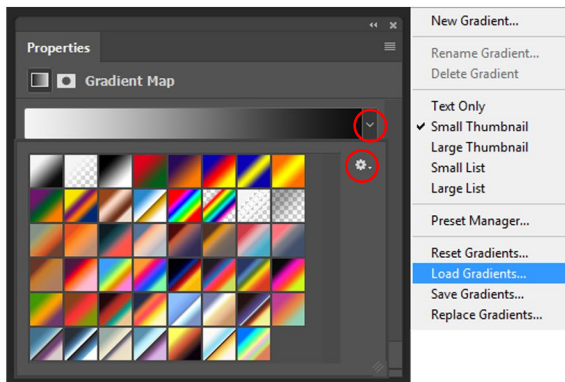 Properties
Gradient Map
New Gradient...
Rename Gradient...
Delete Gradient
Text Only
Small Thumbnail
Large Thumbnail
Small List
Large List
Preset Manager...
Reset Gradients...
Load Gradients...
Save Gradients...
Replace Gradients...